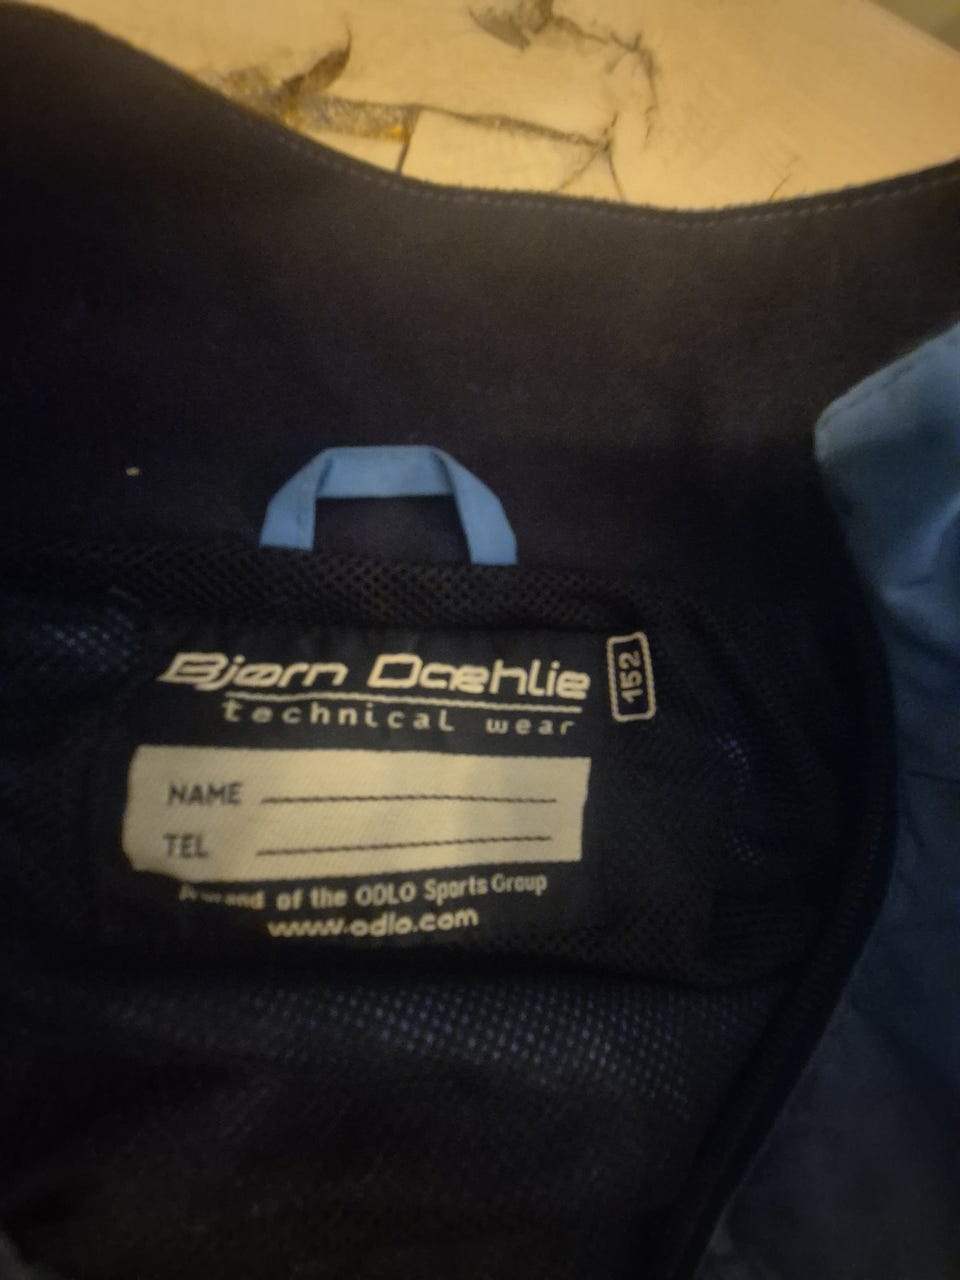 Bjørn Dæhlie
152
technical wear
NAME
TEL
of the ODLO Sports Group
www.odlo.com